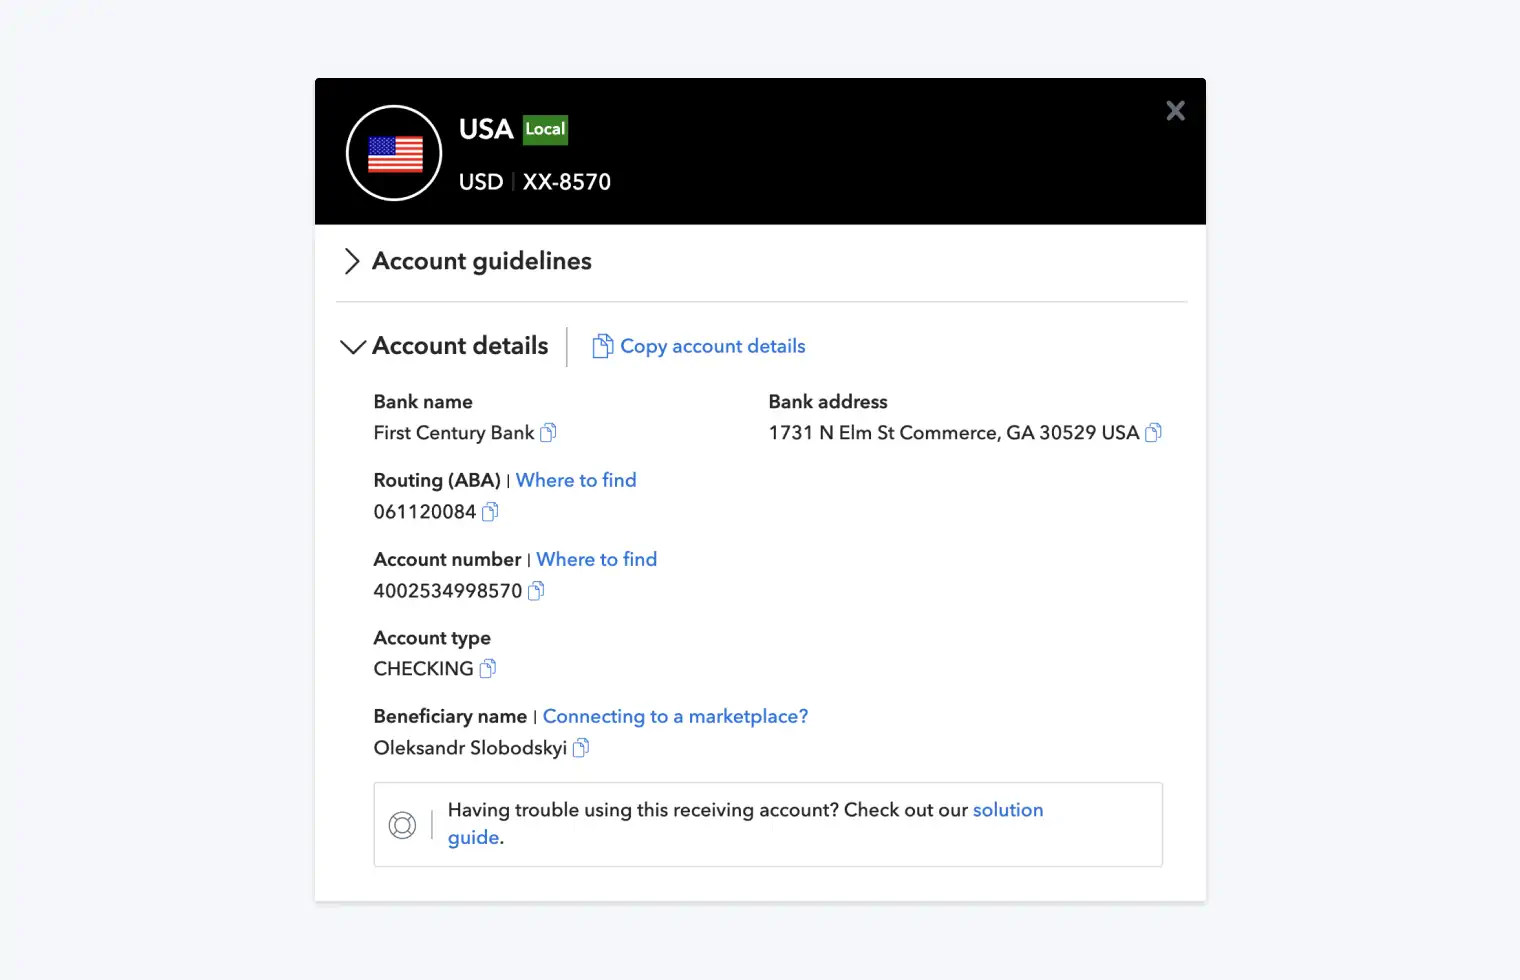 USA Local
USD | XX-8570
Account guidelines
Account details
Copy account details
Bank name
First Century Bank
Bank address
1731 N Elm St Commerce, GA 30529 USA
Routing (ABA) | Where to find
061120084
Account number | Where to find
4002534998570
Account type
CHECKING
Beneficiary name | Connecting to a marketplace?
Oleksandr Slobodskyi
Having trouble using this receiving account? Check out our solution
guide.